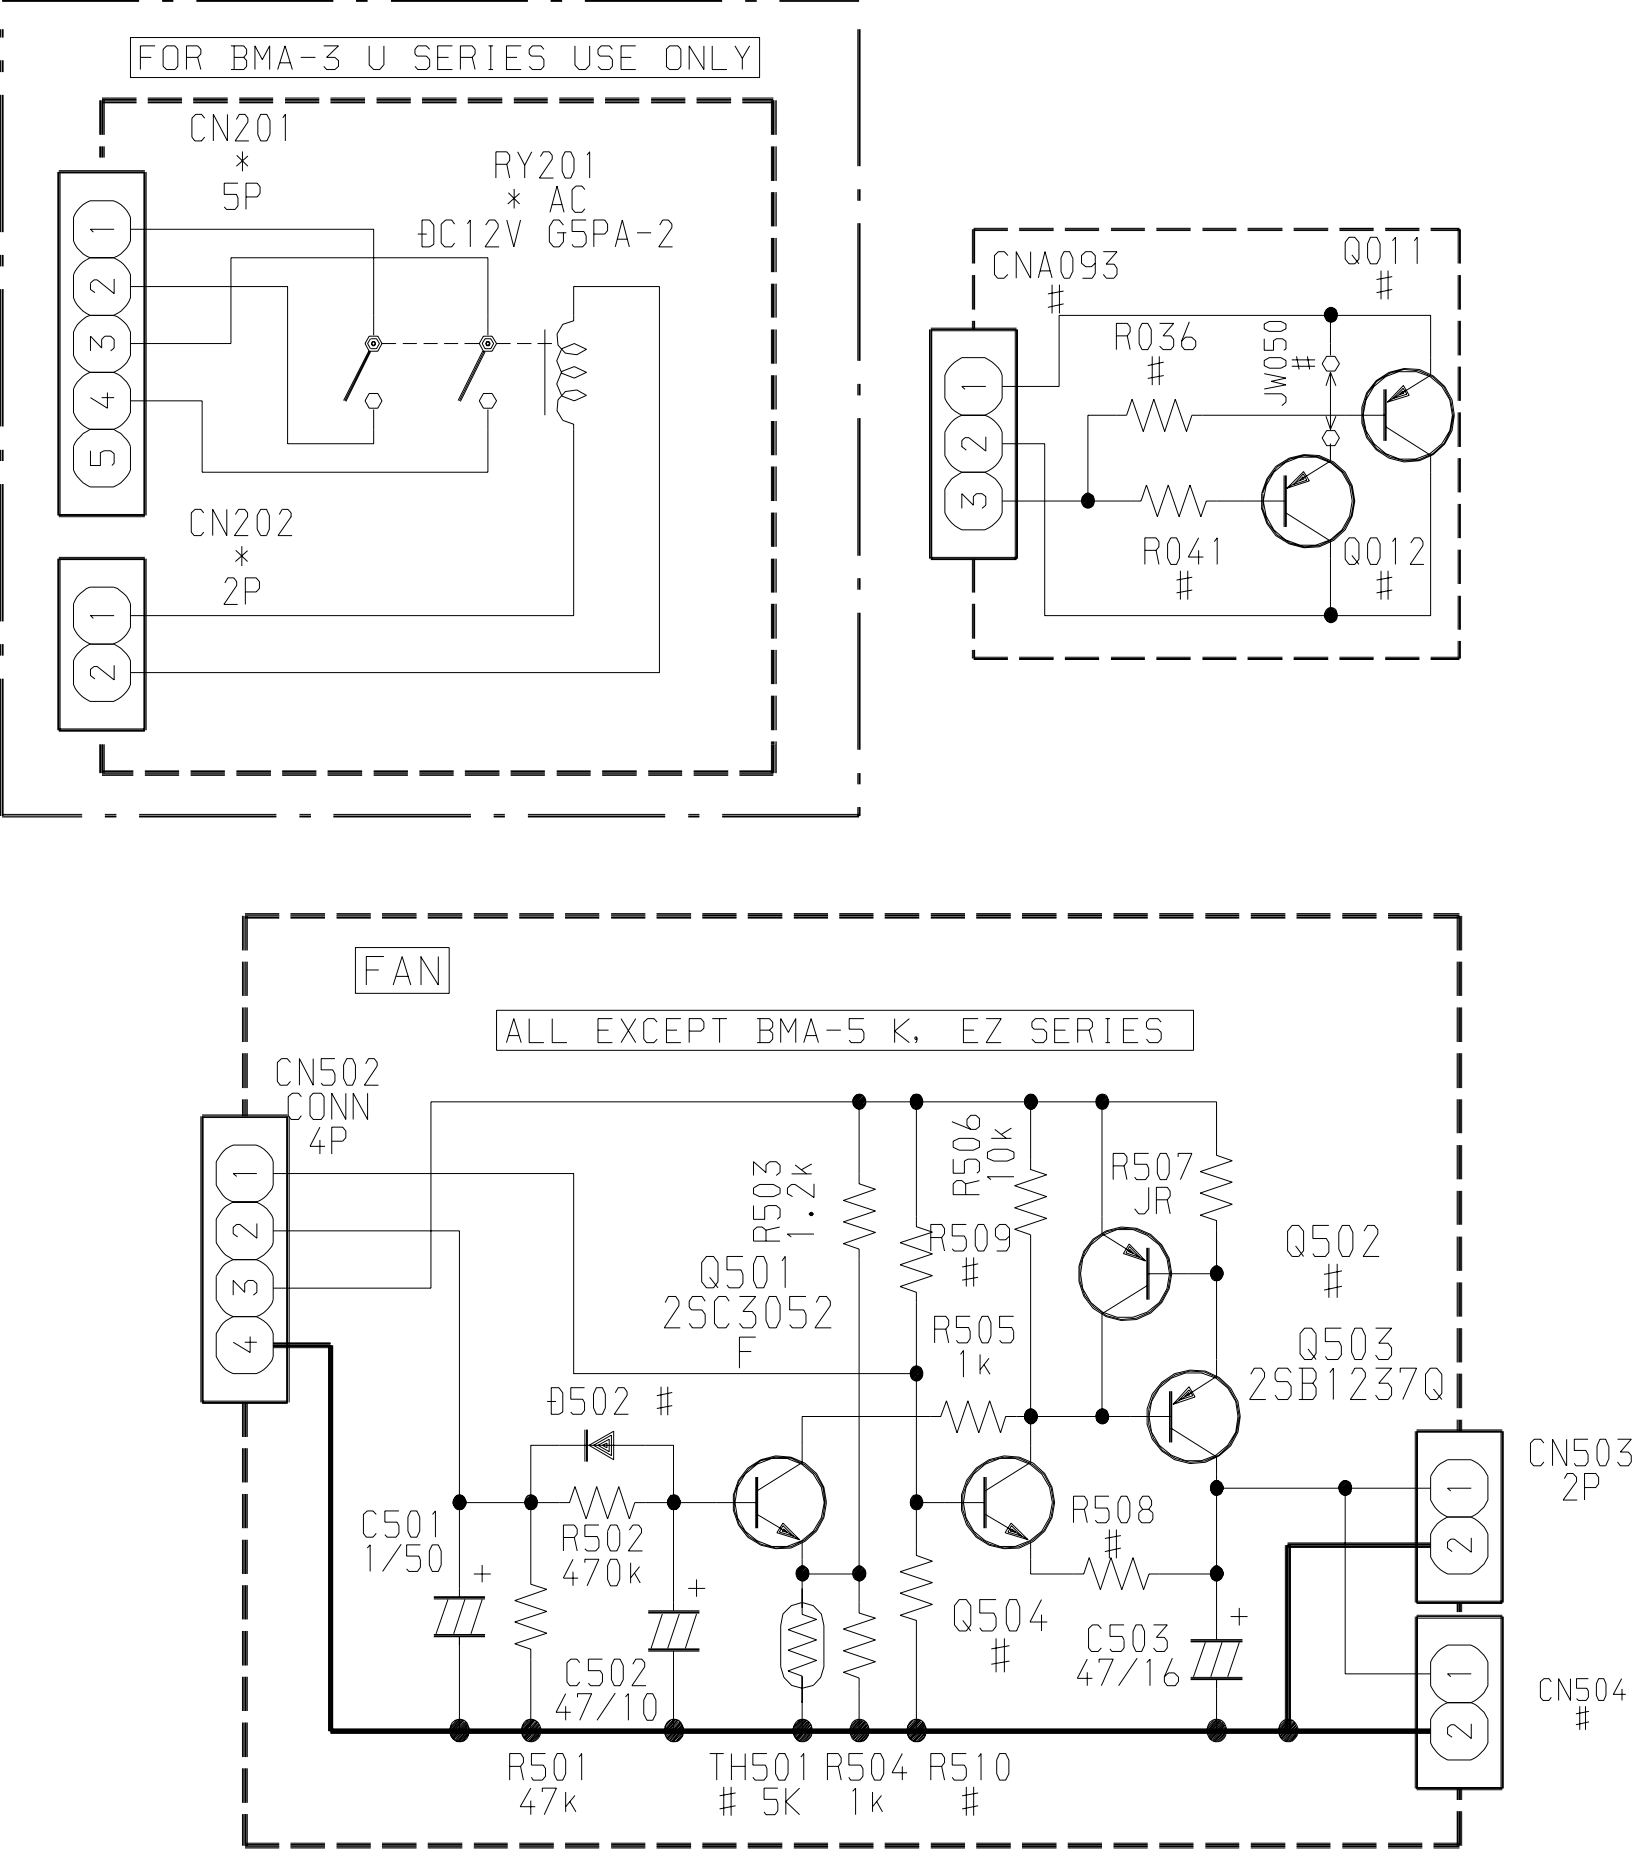 FOR BMA-3 U SERIES USE ONLY
CN201
*
5P
RY201
* AC
DC12V G5PA-2
1
2
3
4
5
CN202
*
2P
1
2
CNA093
#
Q011
#
R036
#
JW050
#
1
2
3
R041
#
Q012
#
FAN
ALL EXCEPT BMA-5 K, EZ SERIES
CN502
CONN
4P
1
2
3
4
R503
1.2k
R506
10k
R507
JR
R509
#
Q501
2SC3052
F
Q502
#
R505
1k
Q503
2SB1237Q
D502 #
C501
1/50
+
R502
470k
+
R508
#
CN503
2P
1
2
C502
47/10
Q504
#
C503
47/16
+
1
2
CN504
#
R501
47k
TH501
# 5K
R504
1k
R510
#